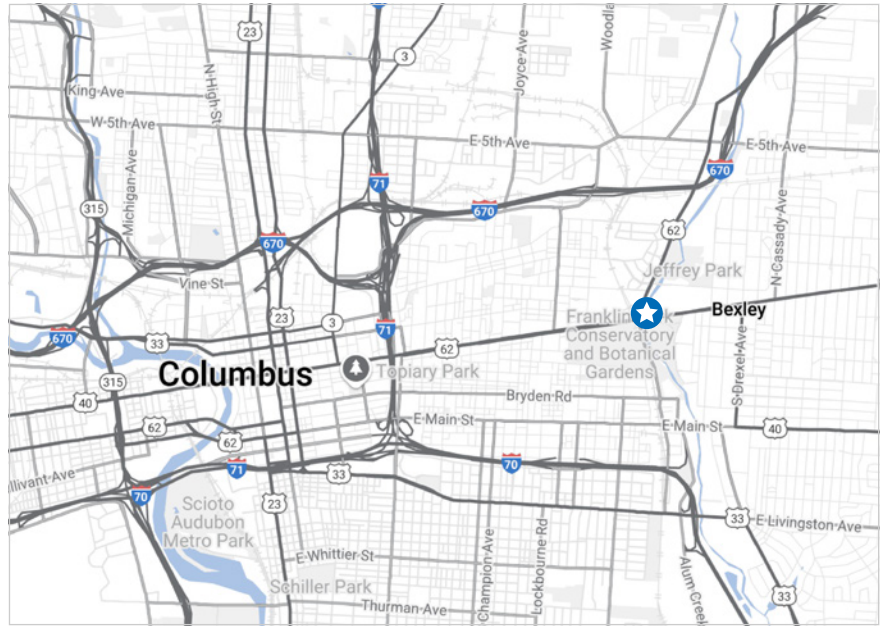 23
3
Joyce Ave
Woodla
King Ave
N High St
W 5th Ave
E 5th Ave
E 5th Ave
Michigan Ave
71
670
315
670
62
N Cassady Ave
670
Jeffrey Park
Vine St
23
3
71
Bexley
Franklin
Conservatory
and Botanical
Gardens
670
33
62
S Drexel Ave
Columbus
Topiary Park
315
40
Bryden Rd
62
E Main St
E Main St
40
62
71
70
33
llivant Ave
70
23
Scioto
Audubon
Metro Park
33
E Livingston Ave
E Whittier St
Champion Ave
Lockbourne Rd
Alum Creek
Schiller Park
33
Thurman Ave